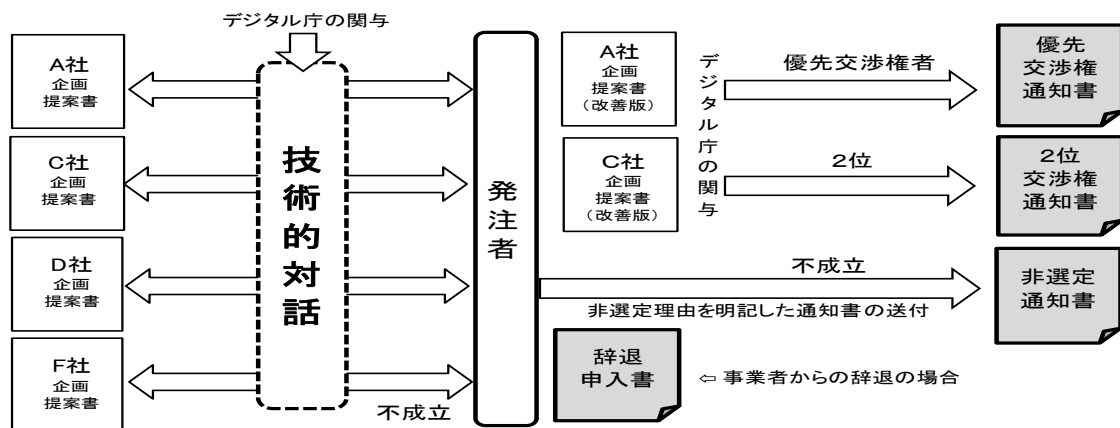 デジタル庁の関与
A社
企画
提案書
C社
企画
提案書
D社
企画
提案書
F社
企画
提案書
技術的対話
不成立
発注者
A社
企画
提案書
(改善版)
C社
企画
提案書
(改善版)
デジタル庁の関与
優先交渉権者
優先
交渉権
通知書
2位
2位
交渉権
通知書
不成立
非選定理由を明記した通知書の送付
非選定
通知書
辞退
申入書
⇦ 事業者からの辞退の場合